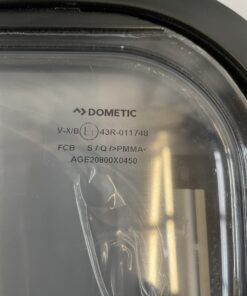 DOMETIC
V-X/B E1 43R-011748
FCB S / Q / >PMMA<
AGE20800X0450